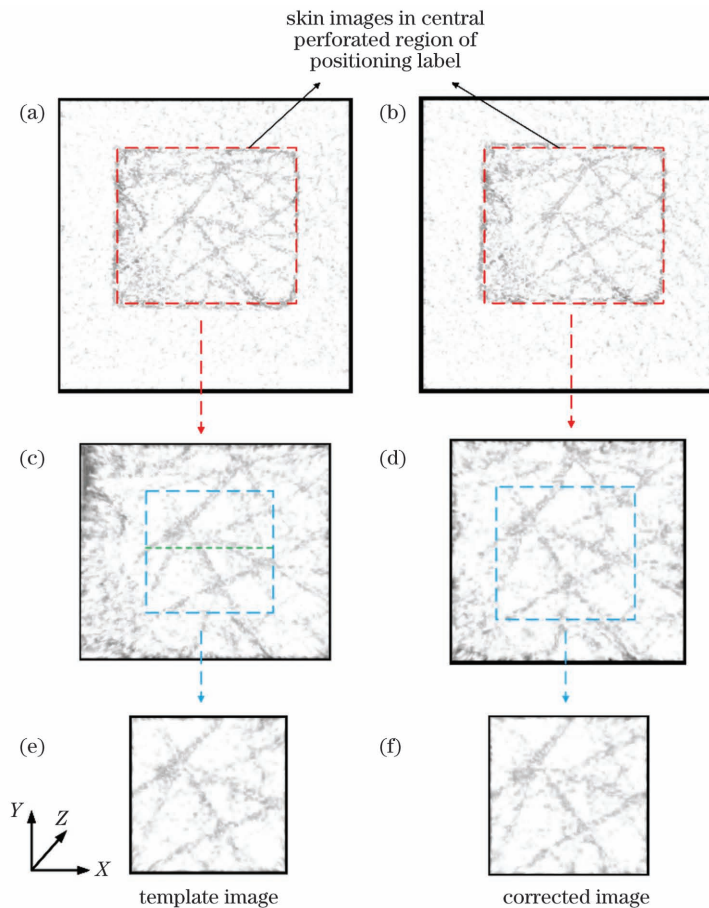 skin images in central
perforated region of
positioning label
(a)
(b)
(c)
(d)
(e)
(f)
Y
Z
X
template image
corrected image